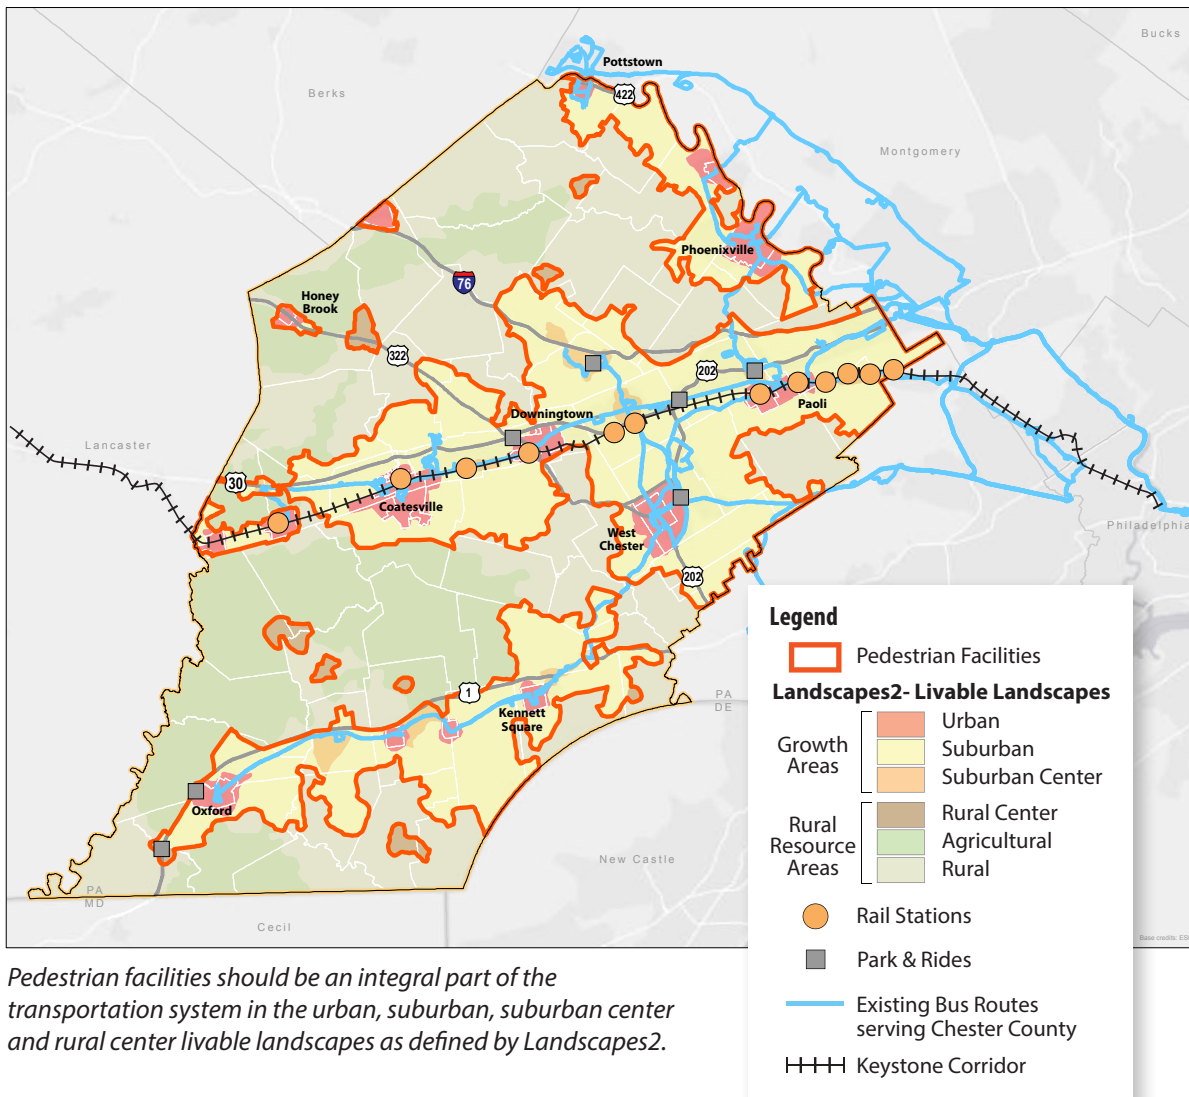 Bucks
Pottstown
Berks
422
Montgomery
Phoenixville
76
Honey
Brook
322
202
Downingtown
Paoli
Lancaster
30
Coatesville
West
Chester
Philadelphia
202
1
Kennett
Square
PA
DE
Oxford
New Castle
PA
MD
Cecil
Legend
Pedestrian Facilities
Landscapes2- Livable Landscapes
Growth
Areas
Urban
Suburban
Suburban Center
Rural
Resource
Areas
Rural Center
Agricultural
Rural
Rail Stations
Park & Rides
Existing Bus Routes
serving Chester County
Keystone Corridor
Base credits: ES
Pedestrian facilities should be an integral part of the
transportation system in the urban, suburban, suburban center
and rural center livable landscapes as defined by Landscapes2.